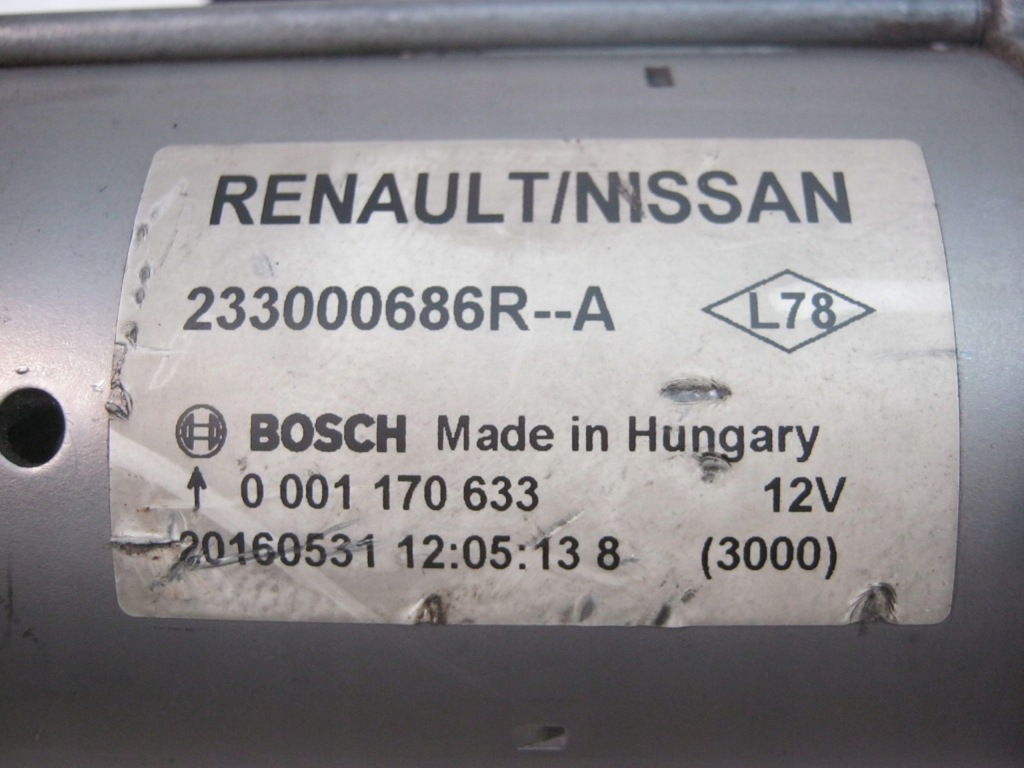 RENAULT/NISSAN
233000686R--A L78
BOSCH Made in Hungary
↑ 0 001 170 633 12V
20160531 12:05:13 8 (3000)